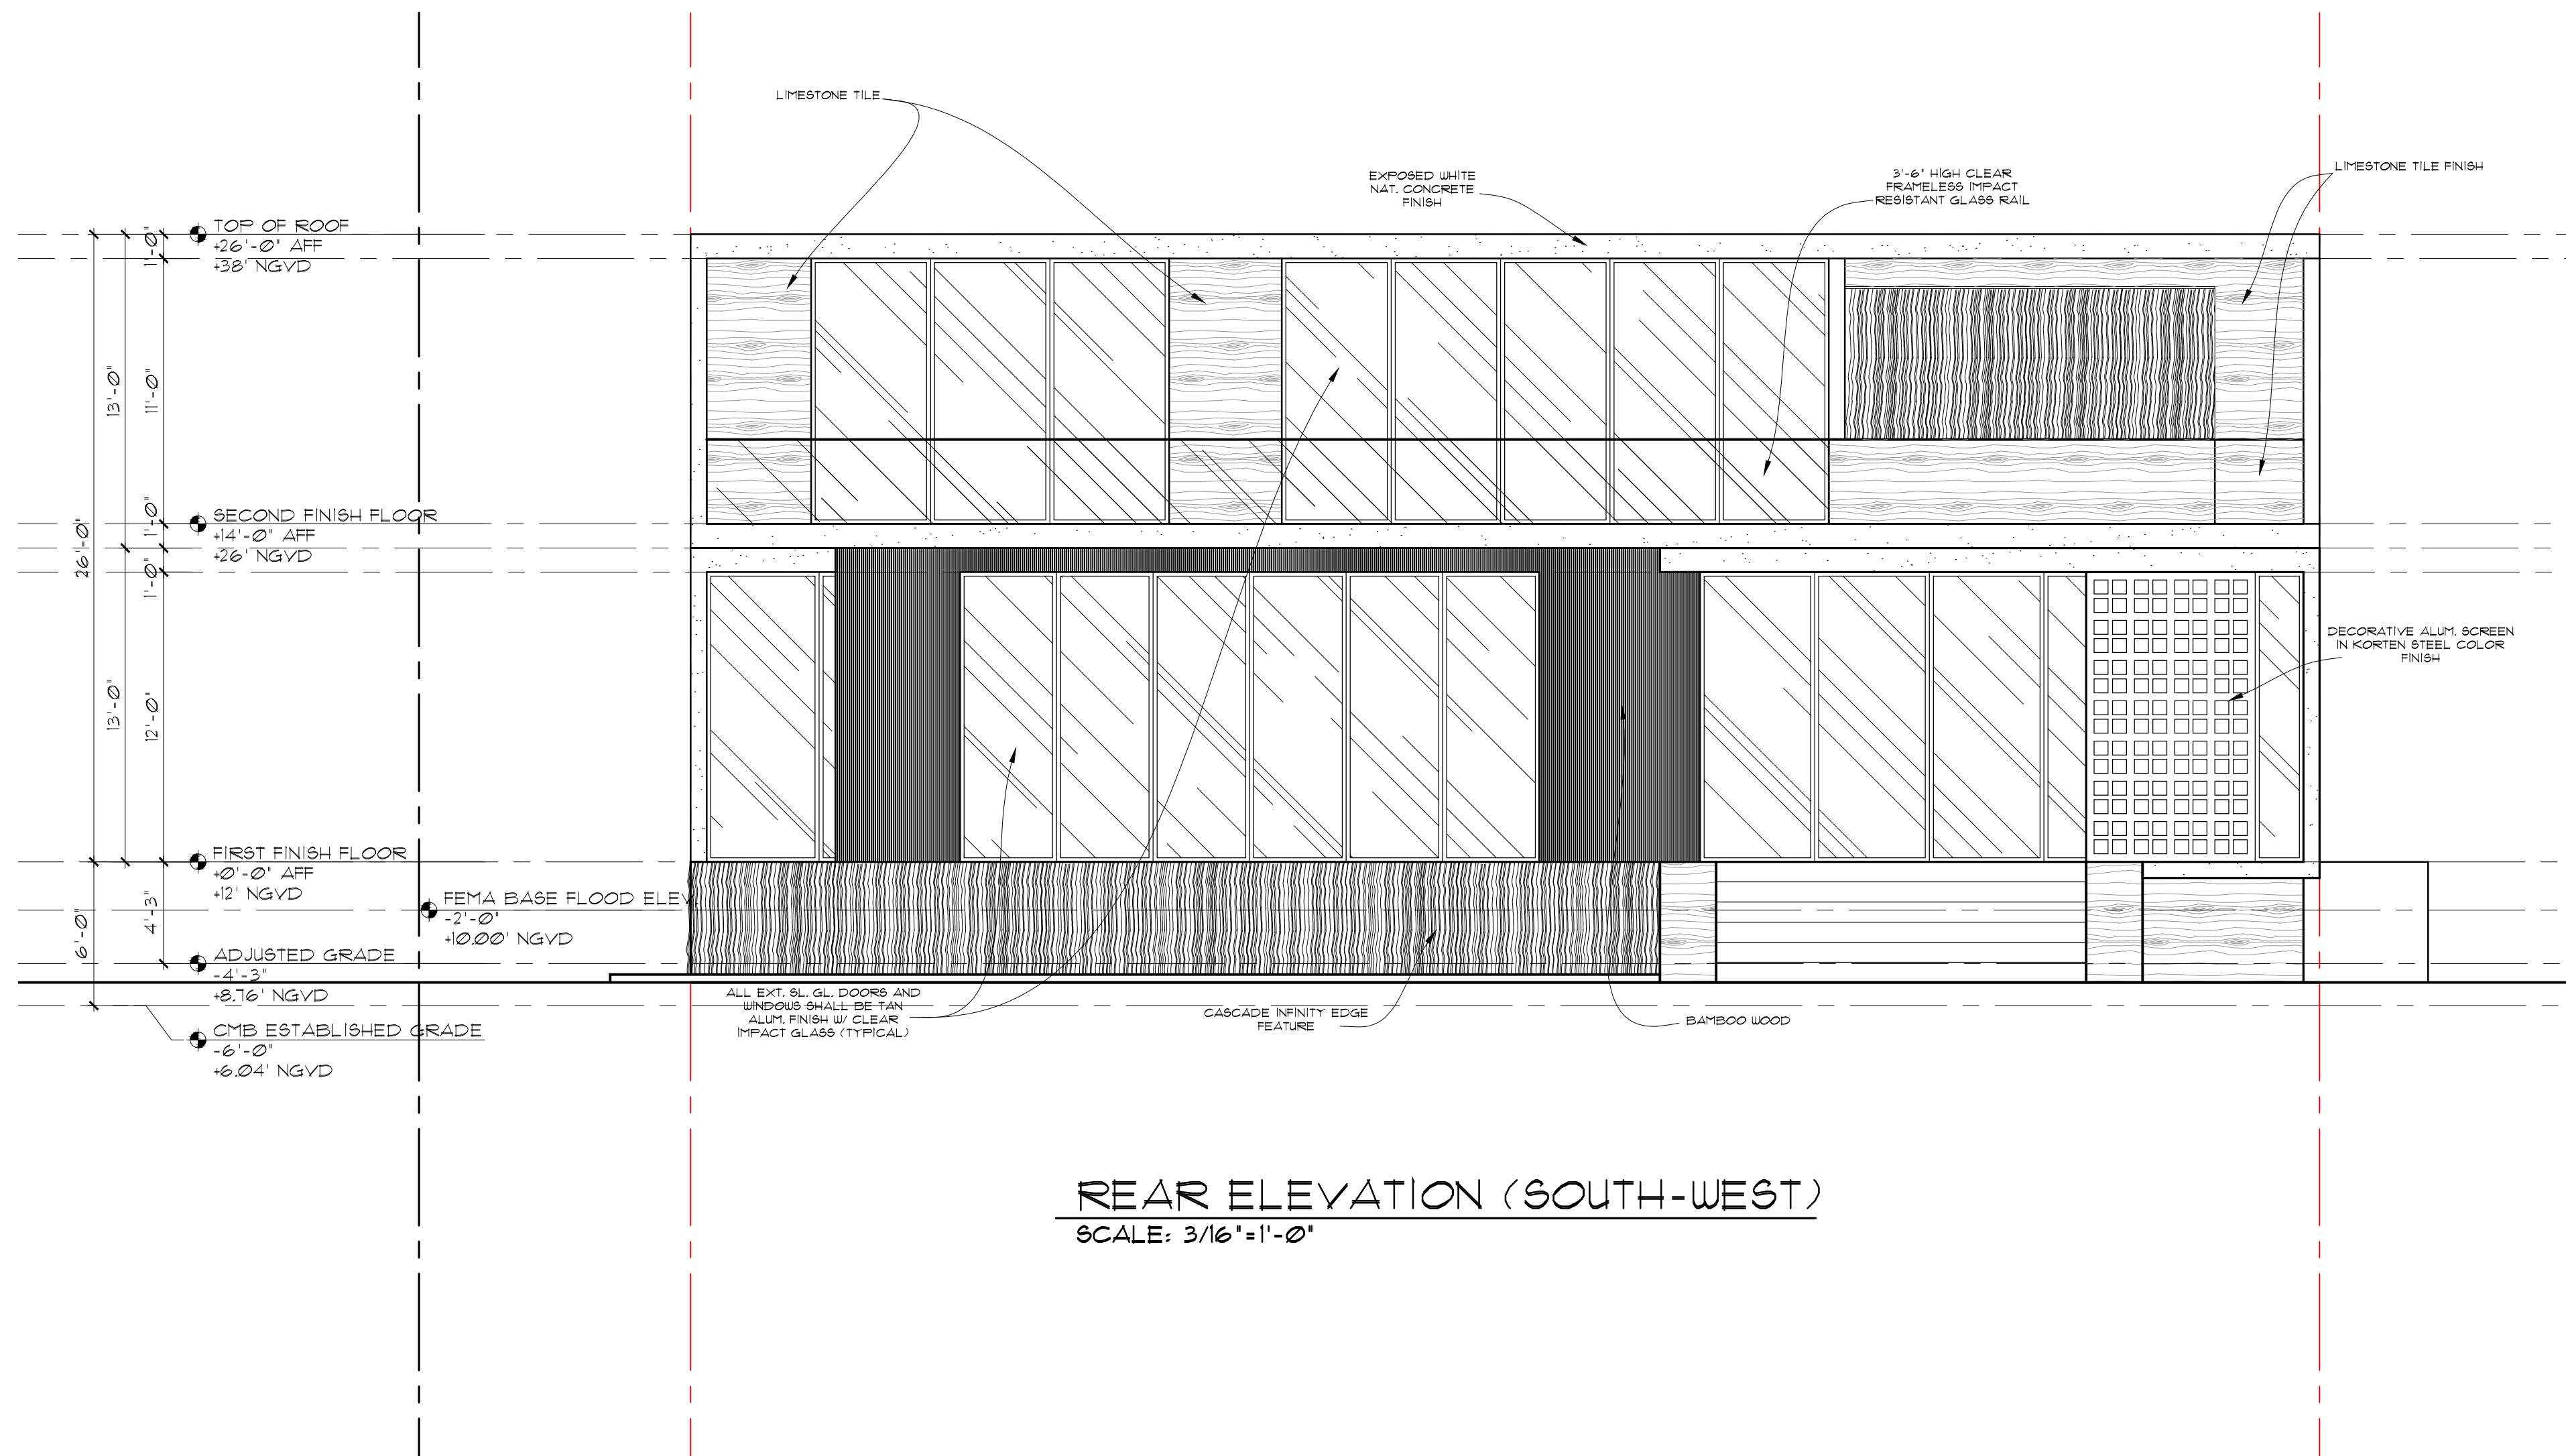 LIMESTONE TILE
EXPOSED WHITE
NAT. CONCRETE
FINISH
3'-6" HIGH CLEAR
FRAMELESS IMPACT
RESISTANT GLASS RAIL
LIMESTONE TILE FINISH
TOP OF ROOF
+26'-0" AFF
+38' NGVD
1'-0"
13'-0"
11'-0"
26'-0"
1'-0"
SECOND FINISH FLOOR
+14'-0" AFF
+26' NGVD
1'-0"
DECORATIVE ALUM. SCREEN
IN KORTEN STEEL COLOR
FINISH
13'-0"
12'-0"
FIRST FINISH FLOOR
+0'-0" AFF
+12' NGVD
FEMA BASE FLOOD ELEV.
-2'-0"
+10.00' NGVD
6'-0"
4'-3"
ADJUSTED GRADE
-4'-3"
+8.76' NGVD
CMB ESTABLISHED GRADE
-6'-0"
+6.04' NGVD
ALL EXT. SL. GL. DOORS AND
WINDOWS SHALL BE TAN
ALUM. FINISH W/ CLEAR
IMPACT GLASS (TYPICAL)
CASCADE INFINITY EDGE
FEATURE
BAMBOO WOOD
REAR ELEVATION (SOUTH-WEST)
SCALE: 3/16"=1'-0"